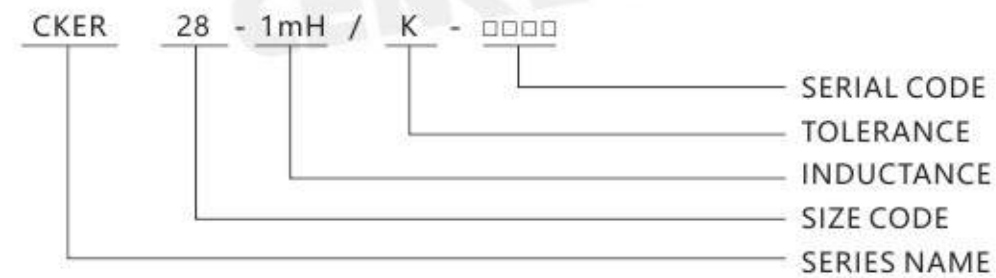 CKER 28 - 1mH / K - □□□□
SERIAL CODE
TOLERANCE
INDUCTANCE
SIZE CODE
SERIES NAME